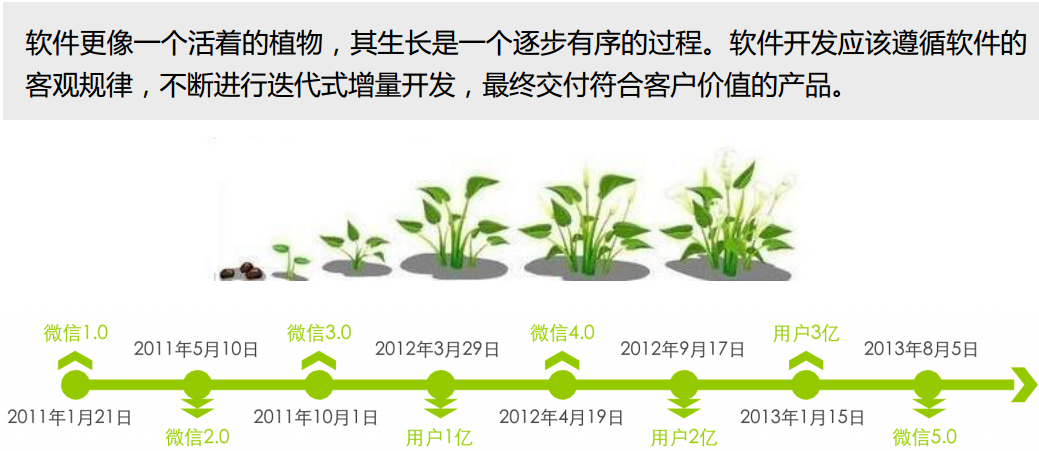 软件更像一个活着的植物，其生长是一个逐步有序的过程。软件开发应该遵循软件的
客观规律，不断进行迭代式增量开发，最终交付符合客户价值的产品。
微信1.0
2011年5月10日
微信3.0
2012年3月29日
微信4.0
2012年9月17日
用户3亿
2013年8月5日
2011年1月21日
微信2.0
2011年10月1日
用户1亿
2012年4月19日
用户2亿
2013年1月15日
微信5.0